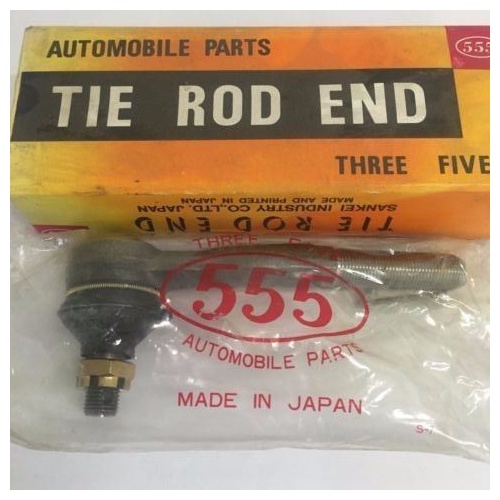 AUTOMOBILE PARTS
555
TIE ROD END
THREE FIVE
MADE AND PRINTED IN JAPAN
SANKEI INDUSTRY CO.,LTD. JAPAN
TIE ROD END
THREE
555
AUTOMOBILE PARTS
MADE IN JAPAN